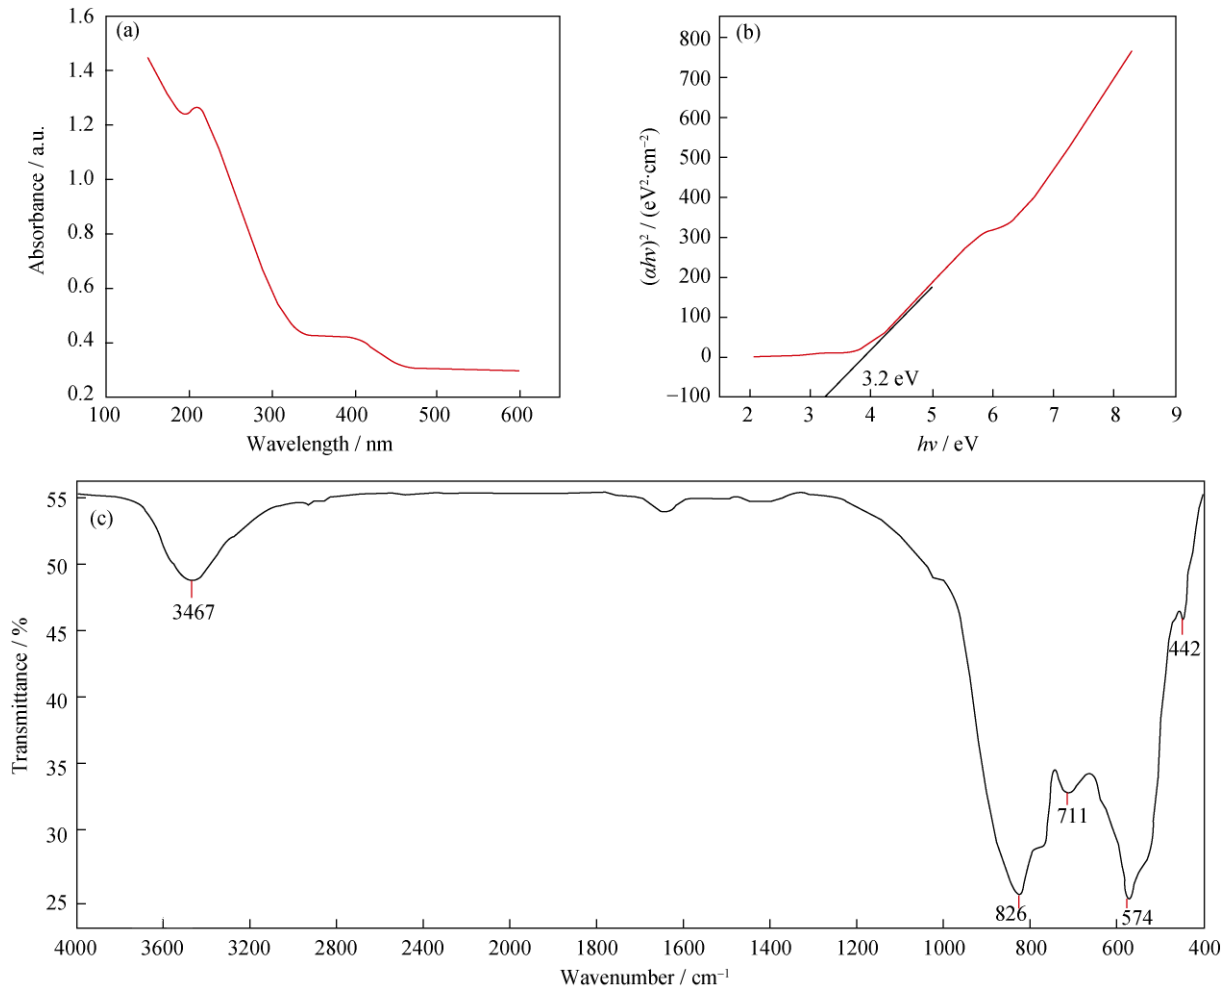 (a)
1.6
1.4
1.2
1.0
0.8
0.6
0.4
0.2
Absorbance / a.u.
100 200 300 400 500 600
Wavelength / nm
(b)
800
700
600
500
400
300
200
100
0
−100
(αhν)² / (eV²·cm⁻²)
3.2 eV
2 3 4 5 6 7 8 9
hν / eV
(c)
55
50
45
40
35
30
25
Transmittance / %
3467
826
711
574
442
4000 3600 3200 2800 2400 2000 1800 1600 1400 1200 1000 800 600 400
Wavenumber / cm⁻¹